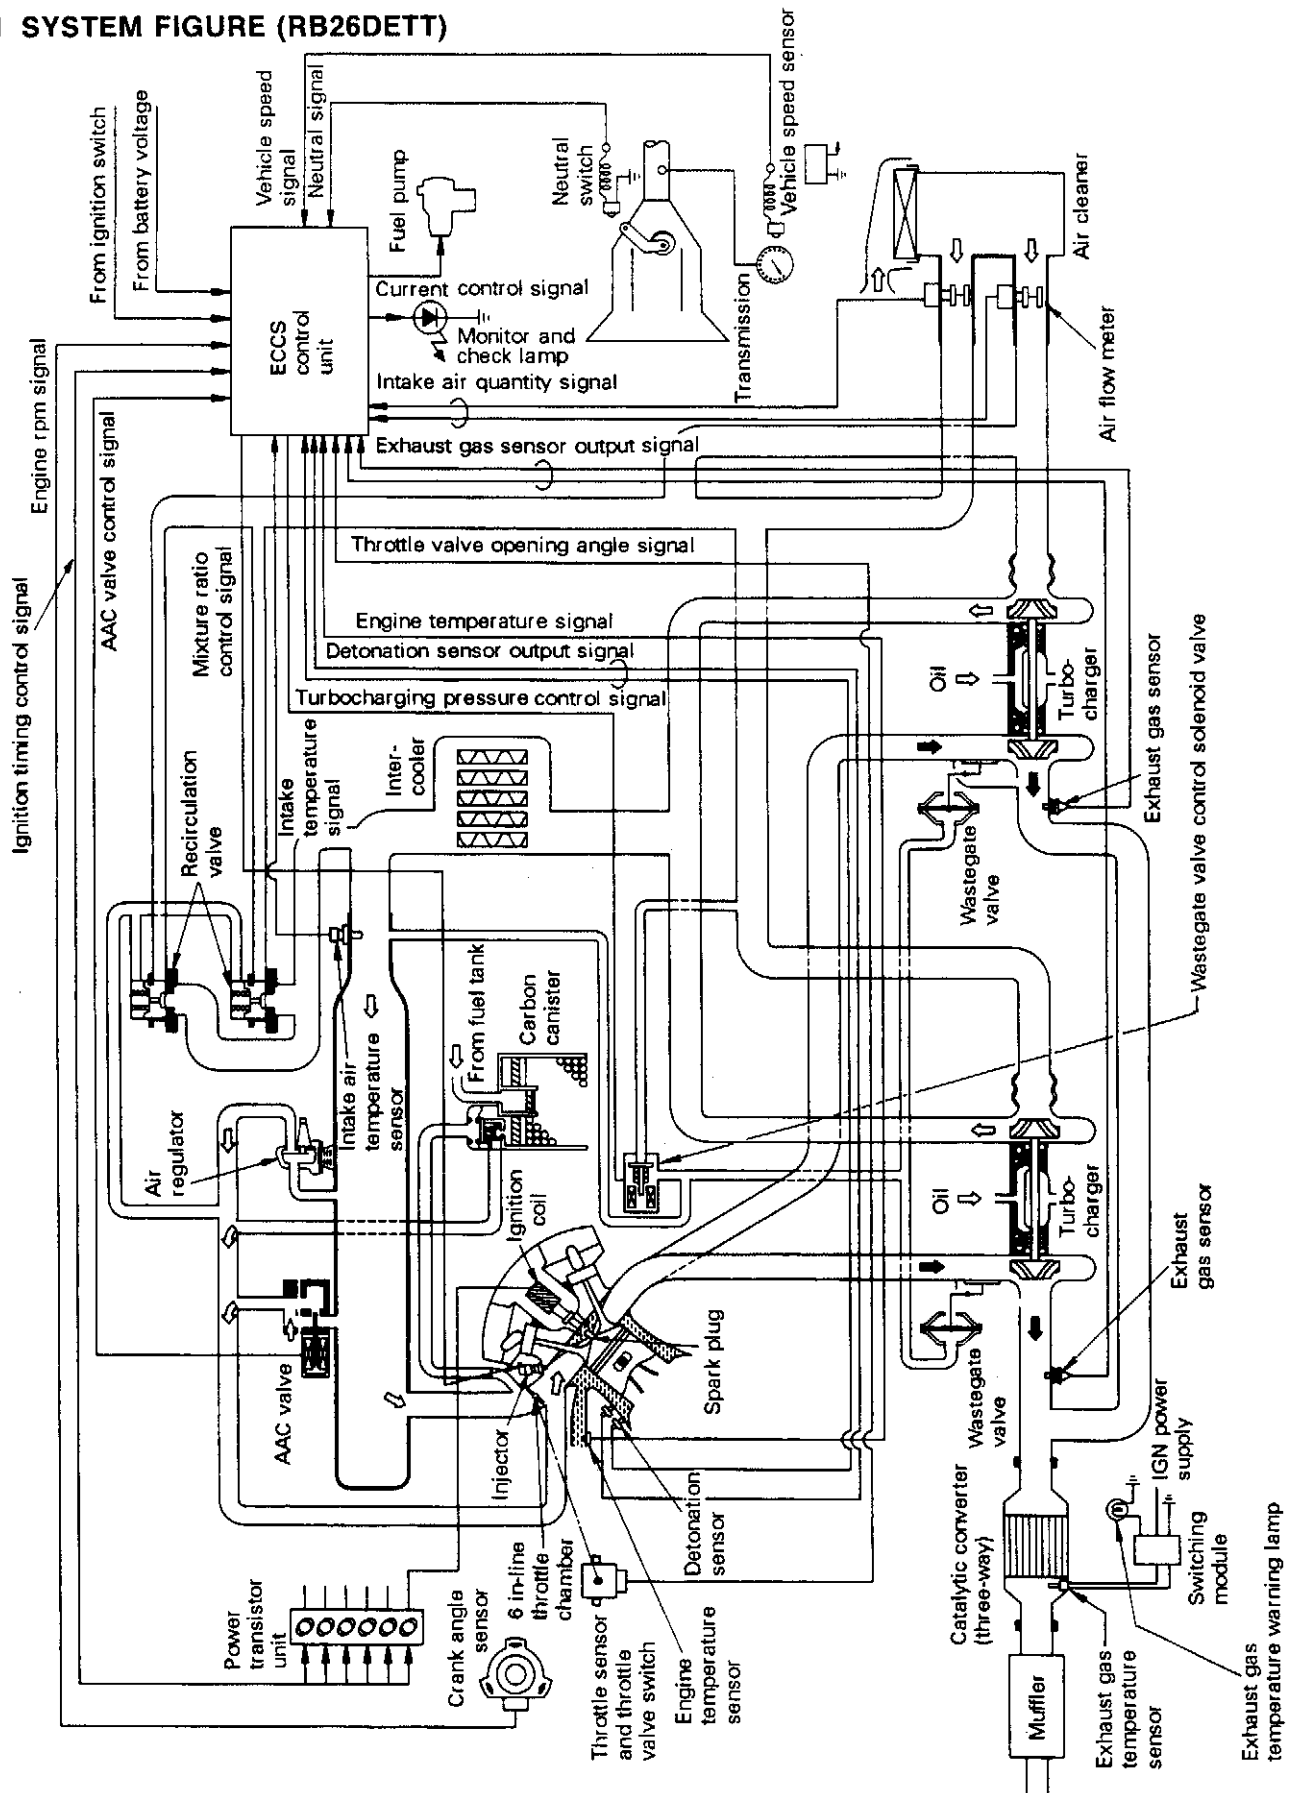 SYSTEM FIGURE (RB26DETT)
From ignition switch
From battery voltage
Vehicle speed
signal
Neutral signal
Vehicle speed sensor
Fuel pump
Neutral
switch
Vehicle speed sensor
ECCS
control
unit
Current control signal
Monitor and
check lamp
Transmission
Air cleaner
Air flow meter
Intake air quantity signal
Exhaust gas sensor output signal
Engine rpm signal
AAC valve control signal
Ignition timing control signal
Mixture ratio
control signal
Throttle valve opening angle signal
Engine temperature signal
Detonation sensor output signal
Turbocharging pressure control signal
Recirculation
valve
Intake
temperature
signal
Inter-
cooler
Oil
Turbo-
charger
Exhaust gas sensor
Wastegate
valve
Wastegate valve control solenoid valve
Air
regulator
Intake air
temperature
sensor
From fuel tank
Carbon
canister
Ignition
coil
Oil
Turbo-
charger
Exhaust
gas sensor
AAC valve
Injector
Spark plug
Wastegate
valve
Power
transistor
unit
Crank angle
sensor
6 in-line
throttle
chamber
Throttle sensor
and throttle
valve switch
Engine
temperature
sensor
Detonation
sensor
Catalytic converter
(three-way)
IGN power
supply
Switching
module
Muffler
Exhaust gas
temperature
sensor
Exhaust gas
temperature warning lamp